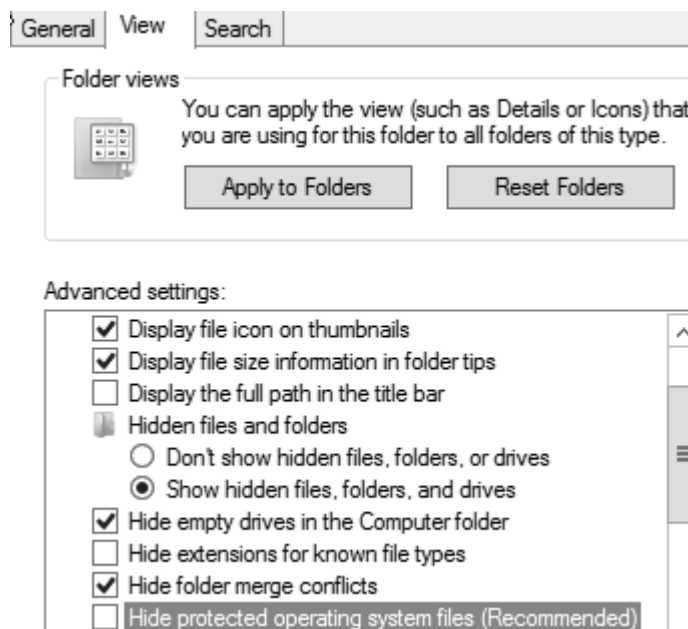 General View Search
Folder views
You can apply the view (such as Details or Icons) that
you are using for this folder to all folders of this type.
Apply to Folders Reset Folders
Advanced settings:
Display file icon on thumbnails
Display file size information in folder tips
Display the full path in the title bar
Hidden files and folders
Don't show hidden files, folders, or drives
Show hidden files, folders, and drives
Hide empty drives in the Computer folder
Hide extensions for known file types
Hide folder merge conflicts
Hide protected operating system files (Recommended)